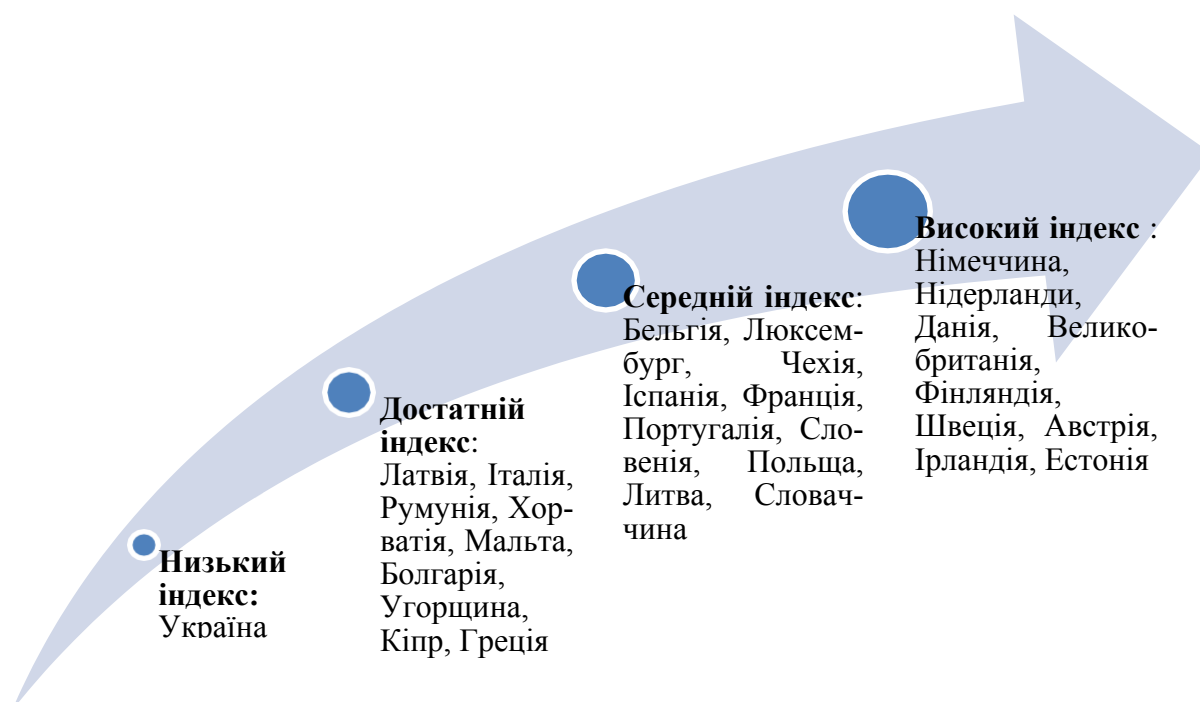 Низький
індекс:
Україна
Достатній
індекс:
Латвія, Італія,
Румунія, Хор-
ватія, Мальта,
Болгарія,
Угорщина,
Кіпр, Греція
Середній індекс:
Бельгія, Люксем-
бург, Чехія,
Іспанія, Франція,
Португалія, Сло-
венія, Польща,
Литва, Словач-
чина
Високий індекс :
Німеччина,
Нідерланди,
Данія, Велико-
британія,
Фінляндія,
Швеція, Австрія,
Ірландія, Естонія